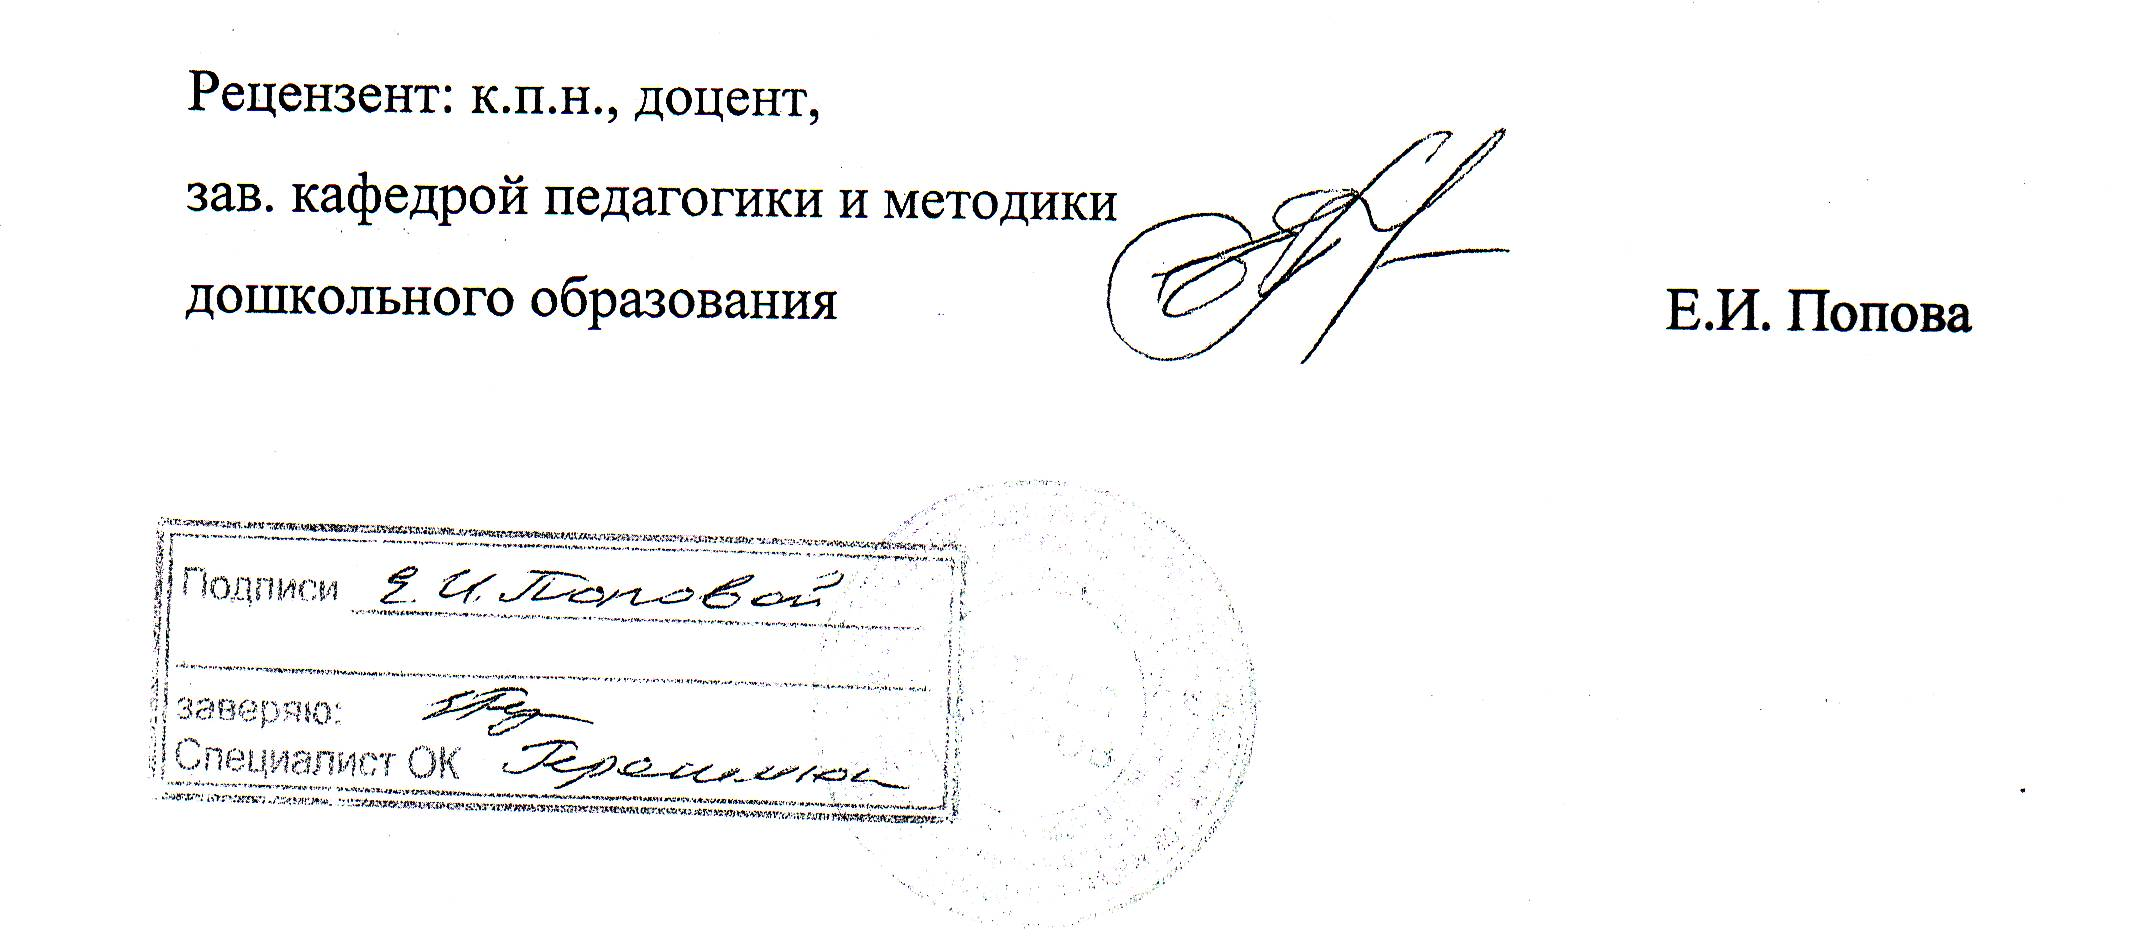 Рецензент: к.п.н., доцент,
зав. кафедрой педагогики и методики
дошкольного образования
Е.И. Попова
Подписи Е.И. Поповой
заверяю:
Специалист ОК